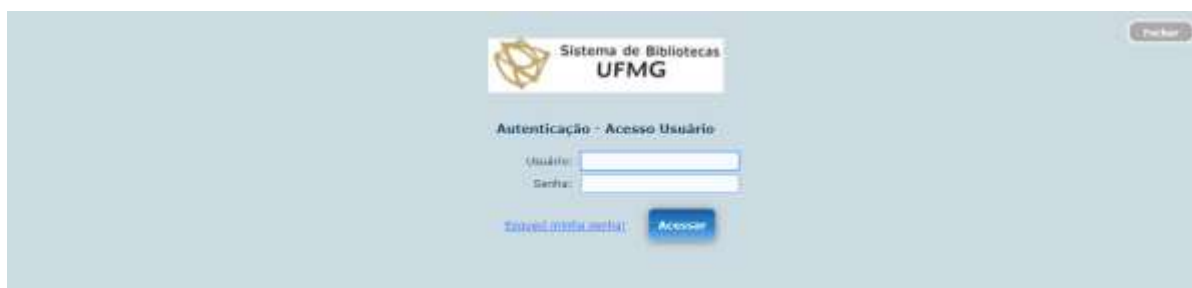 Fechar
Sistema de Bibliotecas
UFMG
Autenticação - Acesso Usuário
Usuário:
Senha:
Esqueci minha senha!
Acessar